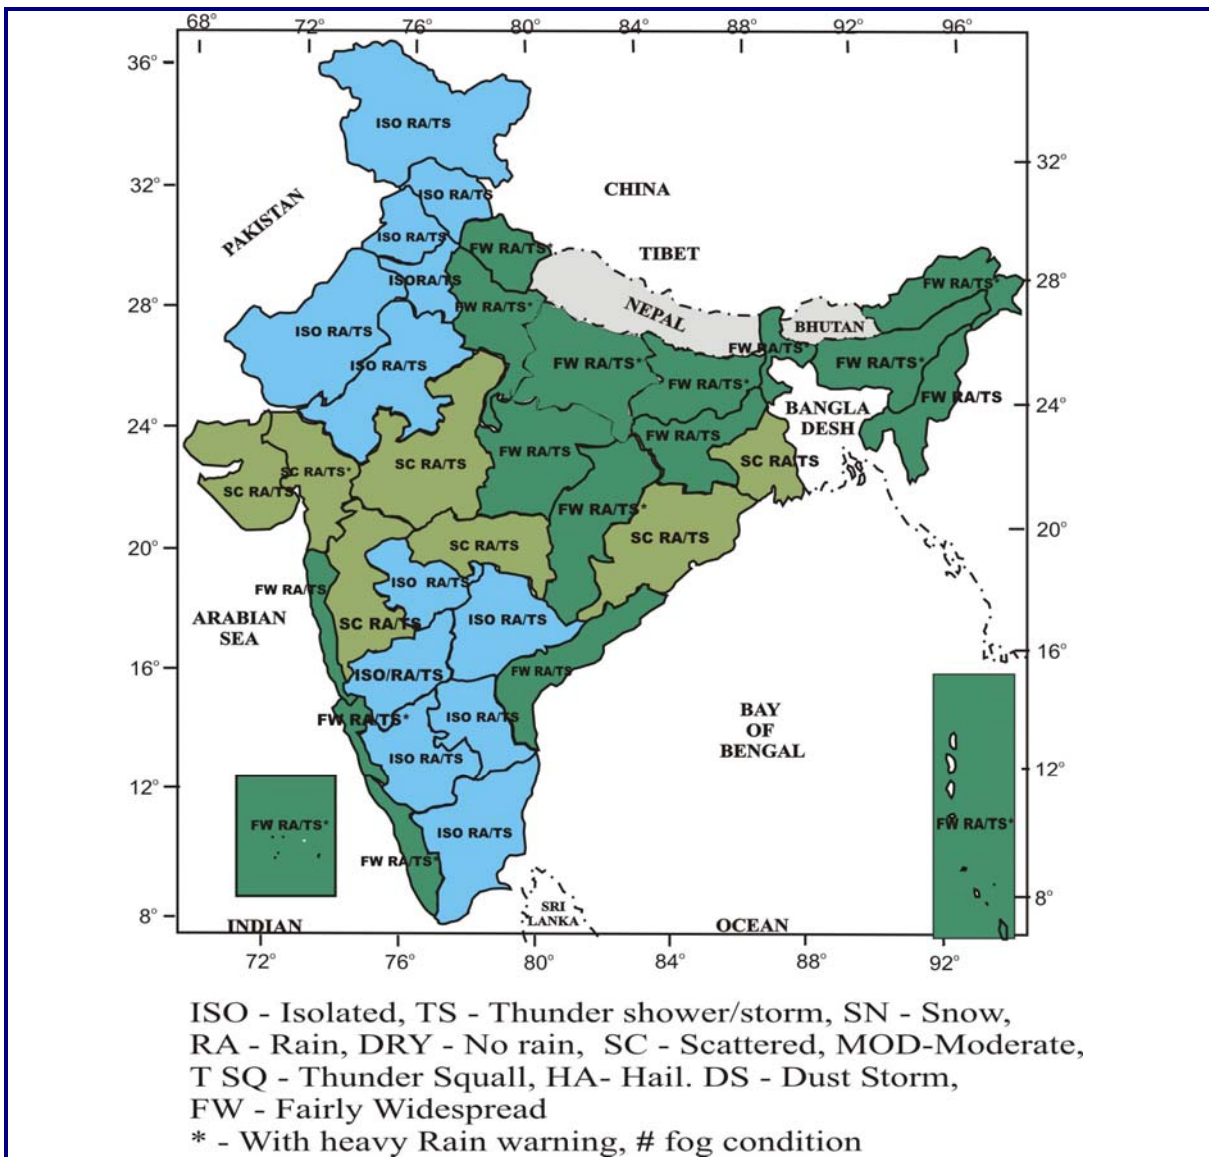 68° 72° 76° 80° 84° 88° 92° 96°
36°
ISO RA/TS
32°
CHINA
ISO RA/TS
32°
PAKISTAN
ISO RA/TS
FW RA/TS*
TIBET
ISORA/TS
FW RA/TS*
28°
NEPAL
BHUTAN
FW RA/TS*
28°
ISO RA/TS
ISO RA/TS
FW RA/TS*
FW RA/TS*
FW RA/TS*
FW RA/TS*
FW RA/TS
24°
24°
BANGLA
DESH
FW RA/TS
SC RA/TS
FW RA/TS
SC RA/TS
SC RA/TS*
SC RA/TS
FW RA/TS*
SC RA/TS
20°
20°
SC RA/TS
FW RA/TS
ISO RA/TS
ARABIAN
SEA
SC RA/TS
ISO RA/TS
16°
16°
ISO/RA/TS
FW RA/TS
FW RA/TS*
ISO RA/TS
BAY
OF
BENGAL
ISO RA/TS
12°
12°
FW RA/TS*
ISO RA/TS
FW RA/TS*
FW RA/TS*
8°
8°
INDIAN
SRI
LANKA
OCEAN
72° 76° 80° 84° 88° 92°
ISO - Isolated, TS - Thunder shower/storm, SN - Snow,
RA - Rain, DRY - No rain, SC - Scattered, MOD-Moderate,
T SQ - Thunder Squall, HA- Hail. DS - Dust Storm,
FW - Fairly Widespread
* - With heavy Rain warning, # fog condition